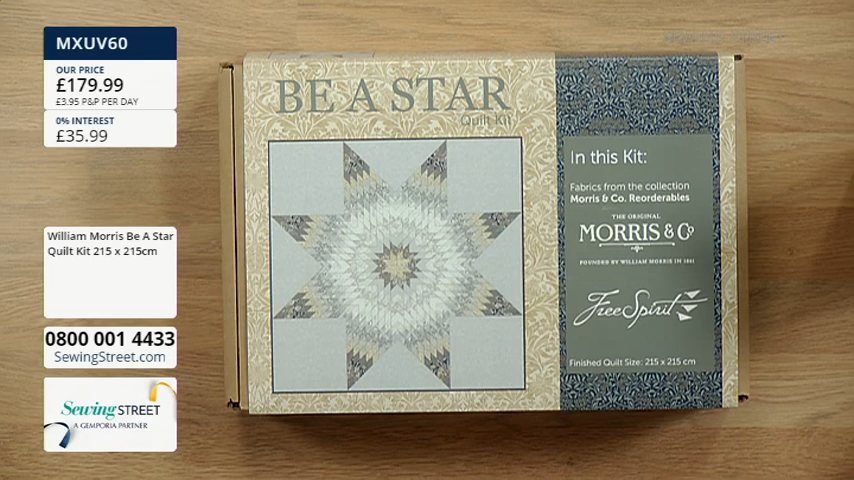 MXUV60
OUR PRICE
£179.99
£3.95 P&P PER DAY
0% INTEREST
£35.99
William Morris Be A Star
Quilt Kit 215 x 215cm
0800 001 4433
SewingStreet.com
Sewing STREET
A GEMPORIA PARTNER
BE A STAR
Quilt Kit
In this Kit:
Fabrics from the collection
Morris & Co. Reorderables
THE ORIGINAL
MORRIS & Co
FOUNDED BY WILLIAM MORRIS IN 1861
FreeSpirit
Finished Quilt Size: 215 x 215 cm